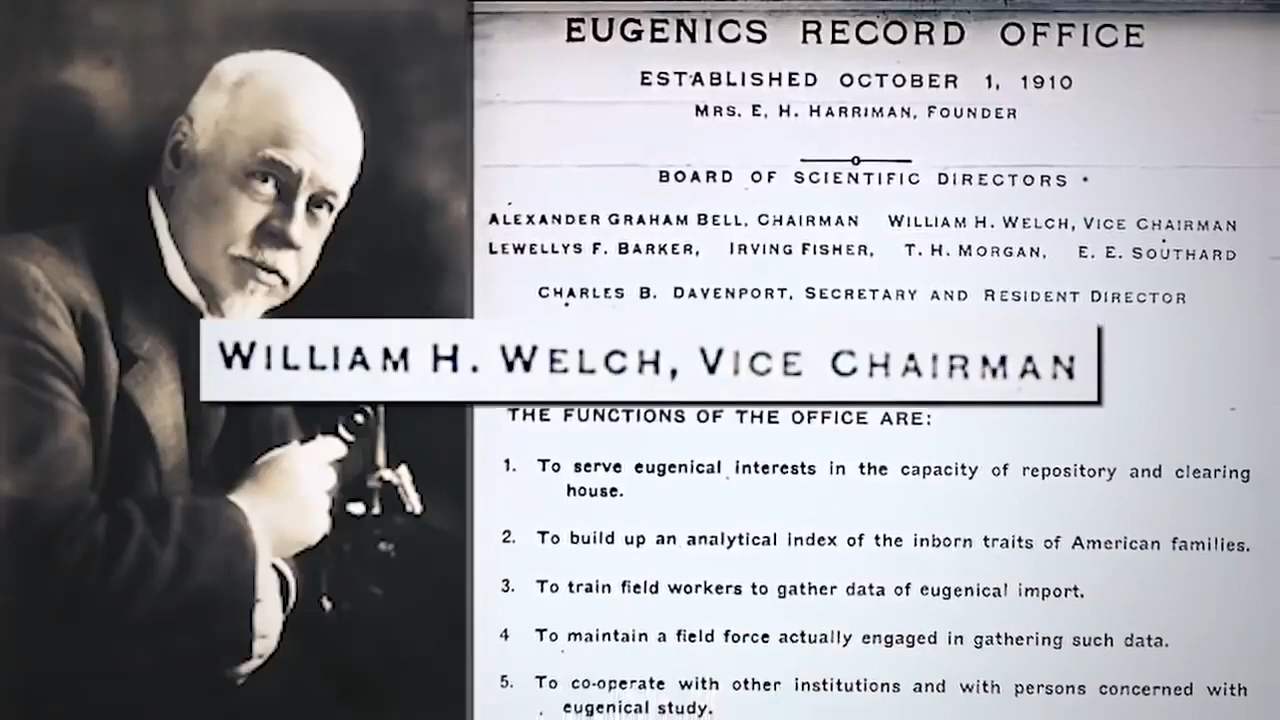 EUGENICS RECORD OFFICE
ESTABLISHED OCTOBER 1, 1910
MRS. E. H. HARRIMAN, FOUNDER
BOARD OF SCIENTIFIC DIRECTORS
ALEXANDER GRAHAM BELL, CHAIRMAN WILLIAM H. WELCH, VICE CHAIRMAN
LEWELLYS F. BARKER, IRVING FISHER, T. H. MORGAN, E. E. SOUTHARD
CHARLES B. DAVENPORT, SECRETARY AND RESIDENT DIRECTOR
WILLIAM H. WELCH, VICE CHAIRMAN
THE FUNCTIONS OF THE OFFICE ARE:
1. To serve eugenical interests in the capacity of repository and clearing
house.
2. To build up an analytical index of the inborn traits of American families.
3. To train field workers to gather data of eugenical import.
4 To maintain a field force actually engaged in gathering such data.
5. To co-operate with other institutions and with persons concerned with
eugenical study.